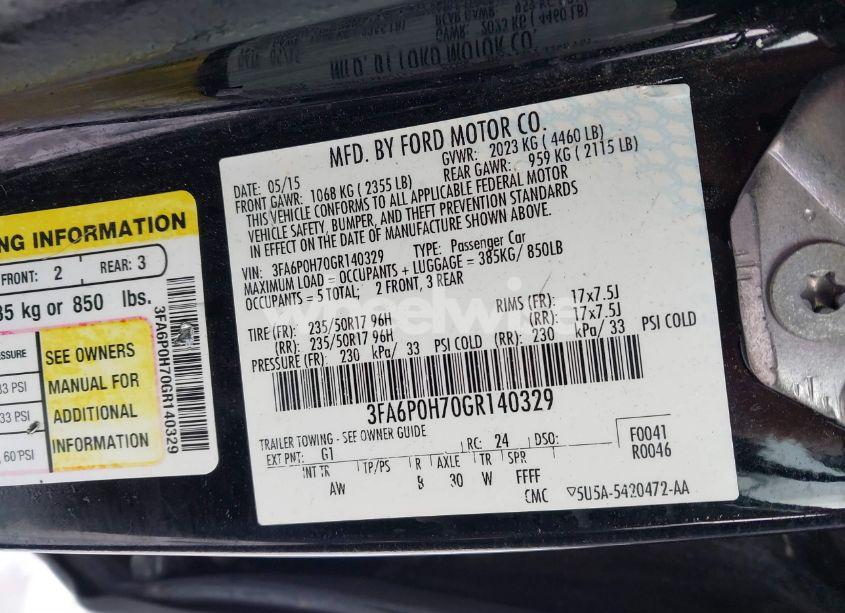 MFD. BY FORD MOTOR CO.
DATE: 05/15 GVWR: 2023 KG ( 4460 LB)
FRONT GAWR: 1068 KG ( 2355 LB) REAR GAWR: 959 KG ( 2115 LB)
THIS VEHICLE CONFORMS TO ALL APPLICABLE FEDERAL MOTOR
VEHICLE SAFETY, BUMPER, AND THEFT PREVENTION STANDARDS
IN EFFECT ON THE DATE OF MANUFACTURE SHOWN ABOVE.
VIN: 3FA6P0H70GR140329 TYPE: Passenger Car
MAXIMUM LOAD = OCCUPANTS + LUGGAGE = 385KG/ 850LB
OCCUPANTS = 5 TOTAL; 2 FRONT, 3 REAR
TIRE (FR): 235/50R17 96H RIMS (FR): 17x7.5J
(RR): 235/50R17 96H (RR): 17x7.5J
PRESSURE (FR): 230 kPa/ 33 PSI COLD (RR): 230 kPa/ 33 PSI COLD
3FA6P0H70GR140329
TRAILER TOWING - SEE OWNER GUIDE
EXT PNT: G1 RC: 24 DSO: F0041
R0046
INT TR TP/PS R AXLE TR SPR
AW 8 30 W FFFF
CMC 5U5A-5420472-AA
INFORMATION
FRONT: 2 REAR: 3
kg or 850 lbs.
SEE OWNERS
MANUAL FOR
ADDITIONAL
INFORMATION
33 PSI
60 PSI
3FA6P0H70GR140329
wheelwise